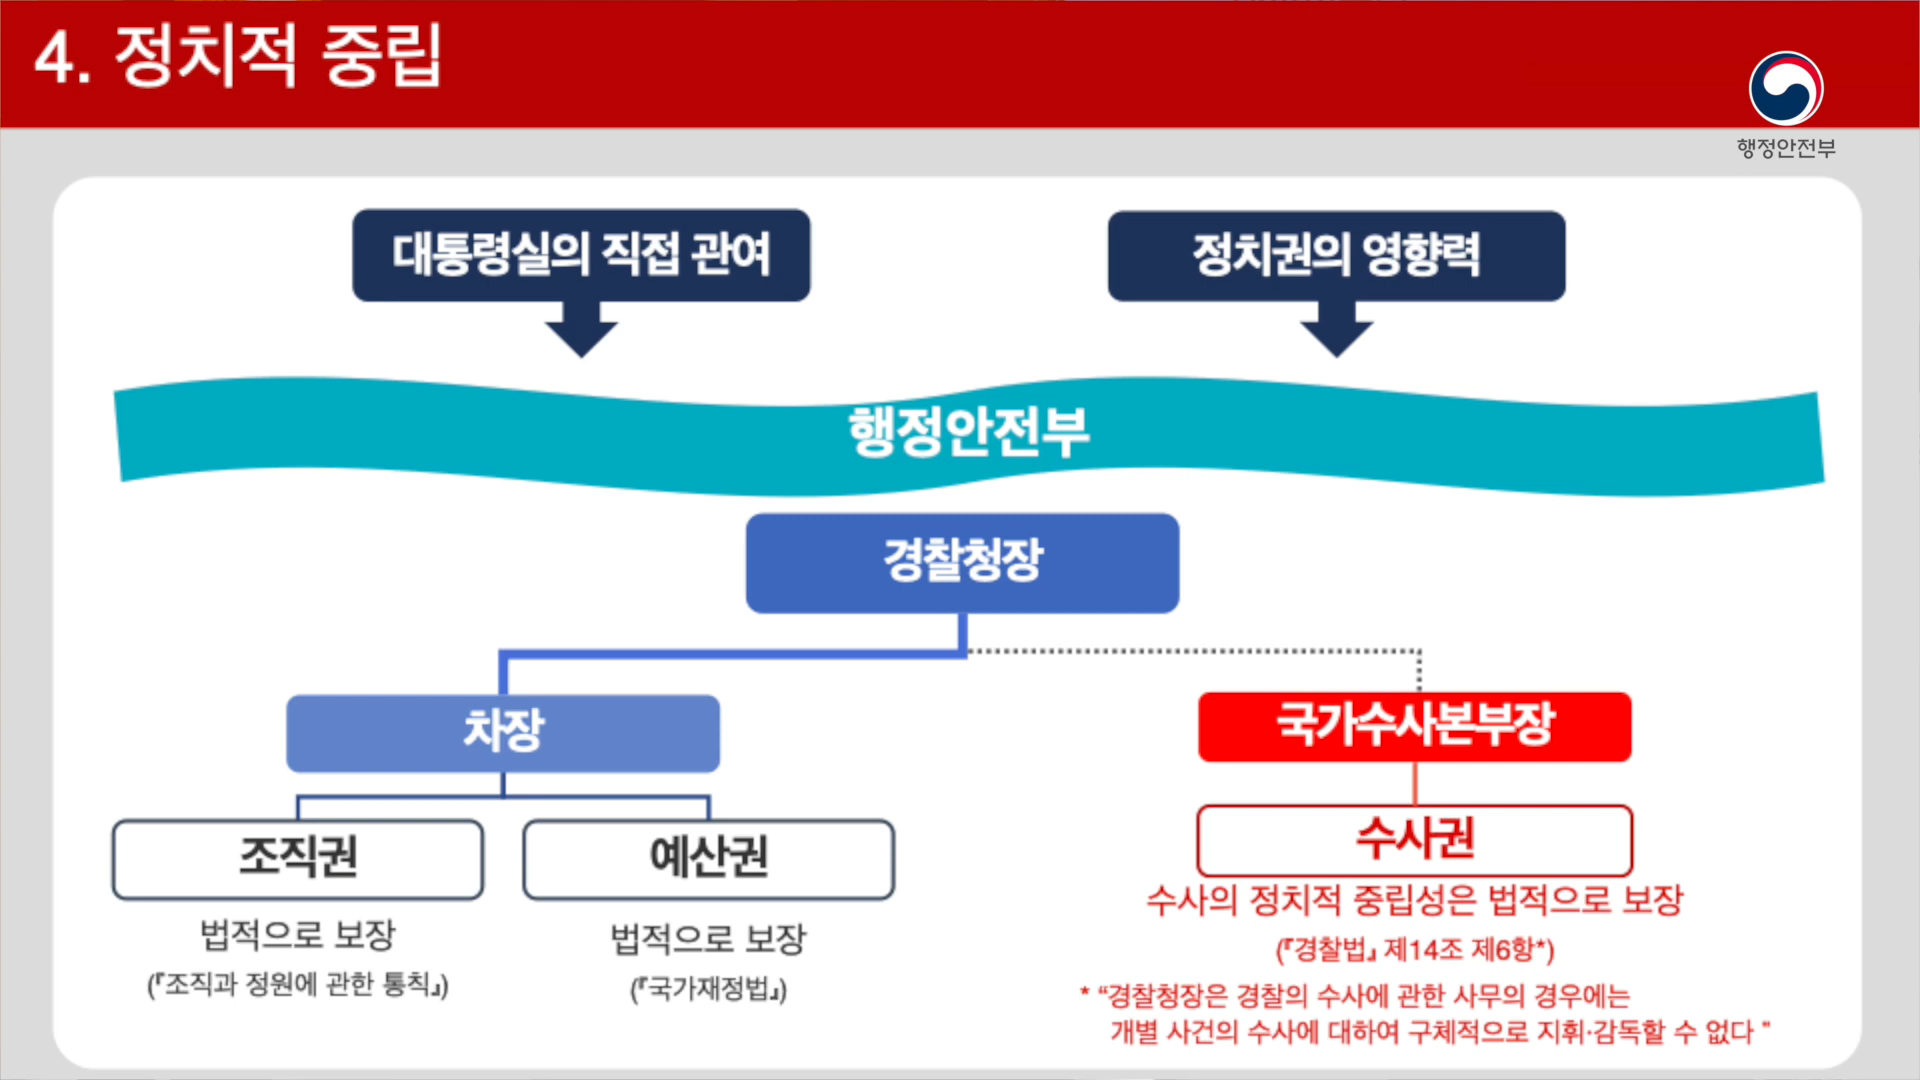 4. 정치적 중립
행정안전부
대통령실의 직접 관여
정치권의 영향력
행정안전부
경찰청장
차장
국가수사본부장
조직권
예산권
수사권
법적으로 보장
(『조직과 정원에 관한 통칙』)
법적으로 보장
(『국가재정법』)
수사의 정치적 중립성은 법적으로 보장
(『경찰법』 제14조 제6항*)
* “경찰청장은 경찰의 수사에 관한 사무의 경우에는
개별 사건의 수사에 대하여 구체적으로 지휘·감독할 수 없다 ”